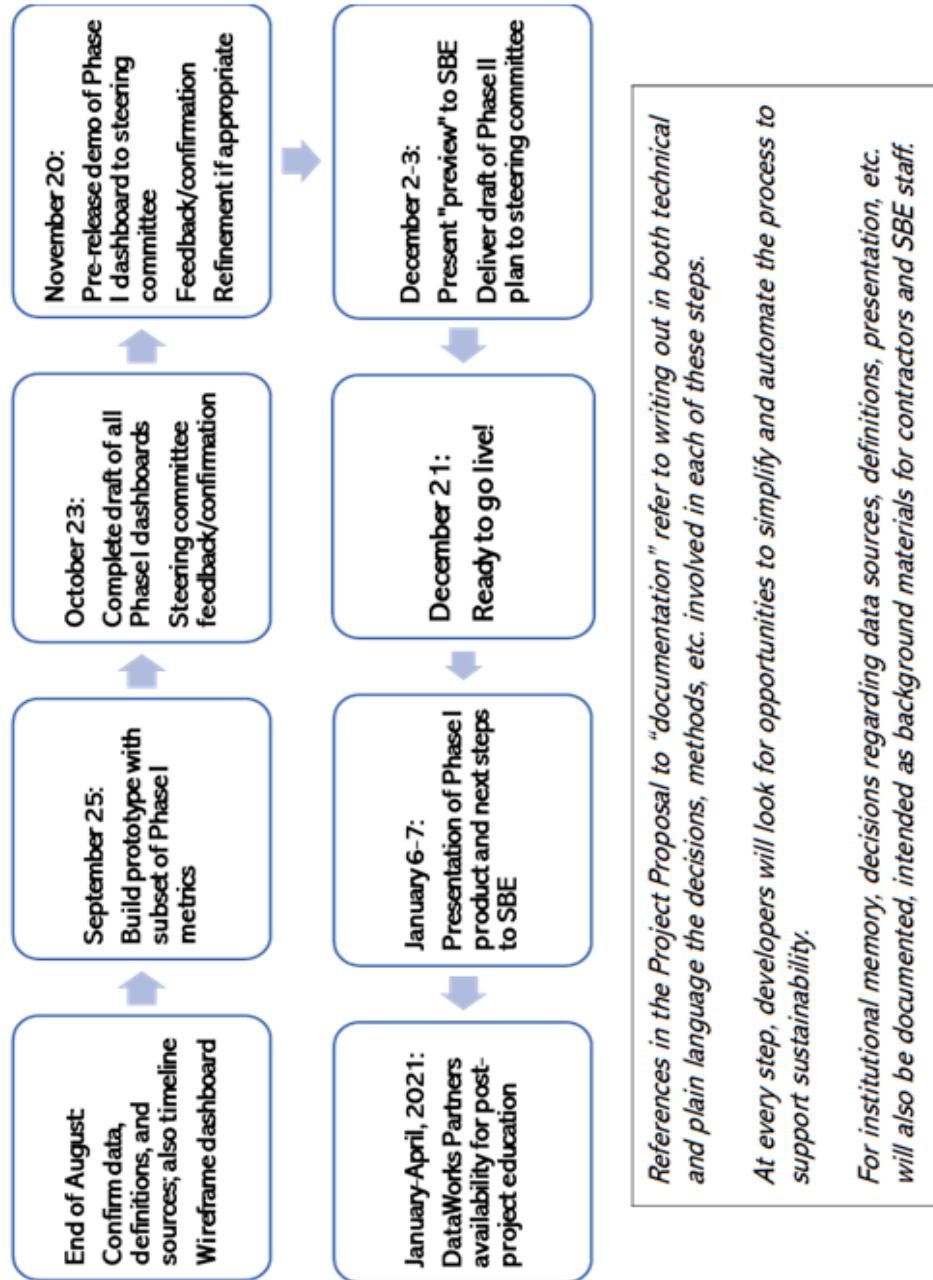 End of August:
Confirm data,
definitions, and
sources; also timeline
Wireframe dashboard
September 25:
Build prototype with
subset of Phase I
metrics
October 23:
Complete draft of all
Phase I dashboards
Steering committee
feedback/confirmation
November 20:
Pre-release demo of Phase
I dashboard to steering
committee
Feedback/confirmation
Refinement if appropriate
December 2-3:
Present "preview" to SBE
Deliver draft of Phase II
plan to steering committee
December 21:
Ready to go live!
January 6-7:
Presentation of Phase I
product and next steps
to SBE
January-April, 2021:
DataWorks Partners
availability for post-
project education
References in the Project Proposal to “documentation” refer to writing out in both technical
and plain language the decisions, methods, etc. involved in each of these steps.
At every step, developers will look for opportunities to simplify and automate the process to
support sustainability.
For institutional memory, decisions regarding data sources, definitions, presentation, etc.
will also be documented, intended as background materials for contractors and SBE staff.